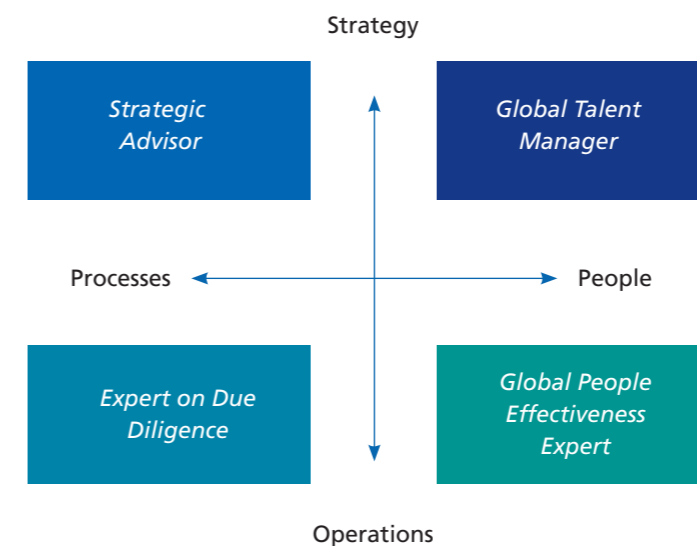 Strategy
Strategic
Advisor
Global Talent
Manager
Processes
People
Expert on Due
Diligence
Global People
Effectiveness
Expert
Operations